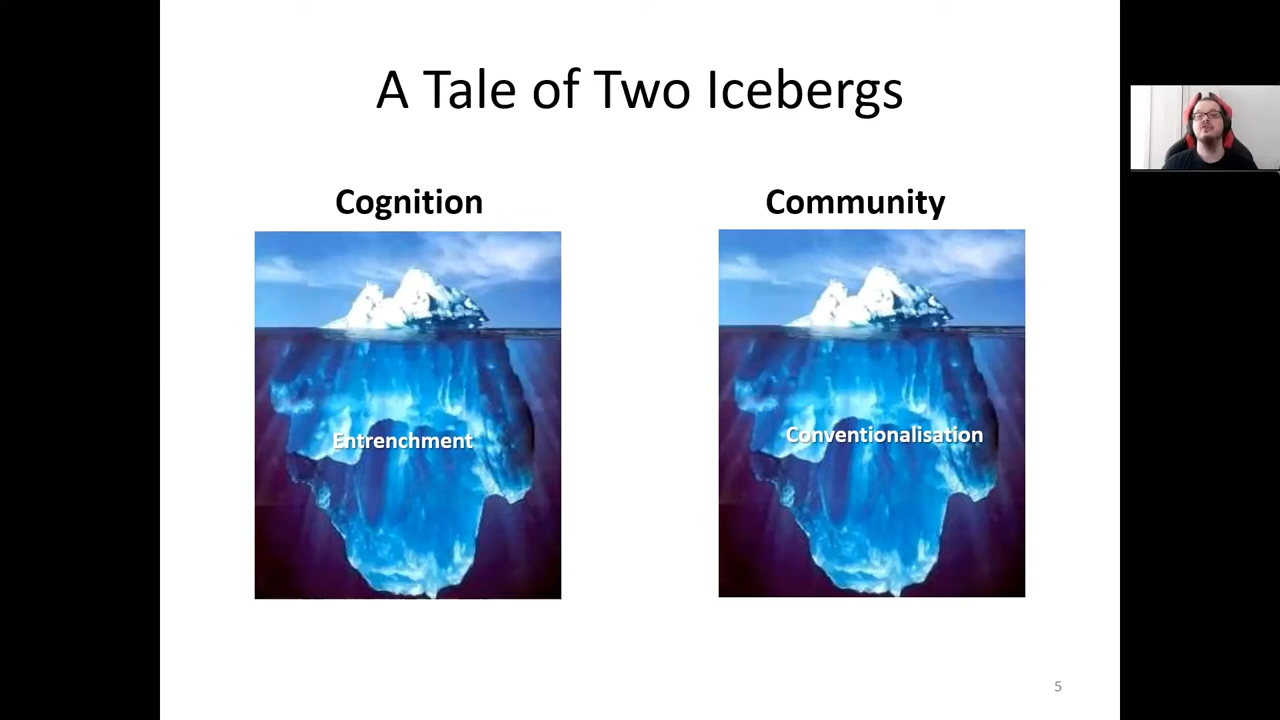 A Tale of Two Icebergs
Cognition
Community
Entrenchment
Conventionalisation
5